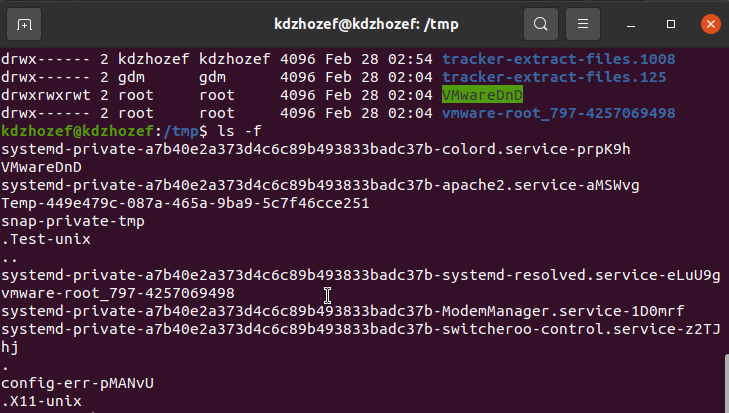 kdzhozef@kdzhozef: /tmp
drwx------ 2 kdzhozef kdzhozef 4096 Feb 28 02:54 tracker-extract-files.1008
drwx------ 2 gdm      gdm      4096 Feb 28 02:04 tracker-extract-files.125
drwxrwxrwt 2 root     root     4096 Feb 28 02:04 VMwareDnD
drwx------ 2 root     root     4096 Feb 28 02:04 vmware-root_797-4257069498
kdzhozef@kdzhozef:/tmp$ ls -f
systemd-private-a7b40e2a373d4c6c89b493833badc37b-colord.service-prpK9h
VMwareDnD
systemd-private-a7b40e2a373d4c6c89b493833badc37b-apache2.service-aMSWvg
Temp-449e479c-087a-465a-9ba9-5c7f46cce251
snap-private-tmp
.Test-unix
..
systemd-private-a7b40e2a373d4c6c89b493833badc37b-systemd-resolved.service-eLuU9g
vmware-root_797-4257069498
systemd-private-a7b40e2a373d4c6c89b493833badc37b-ModemManager.service-1D0mrf
systemd-private-a7b40e2a373d4c6c89b493833badc37b-switcheroo-control.service-z2TJ
hj
.
config-err-pMANvU
.X11-unix